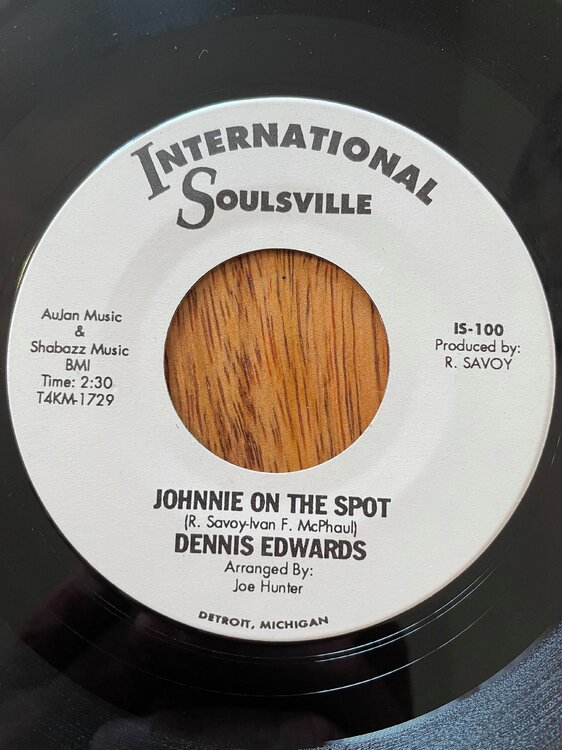 INTERNATIONAL
SOULSVILLE
AuJan Music
&
Shabazz Music
BMI
Time: 2:30
T4KM-1729
IS-100
Produced by:
R. SAVOY
JOHNNIE ON THE SPOT
(R. Savoy-Ivan F. McPhaul)
DENNIS EDWARDS
Arranged By:
Joe Hunter
DETROIT, MICHIGAN